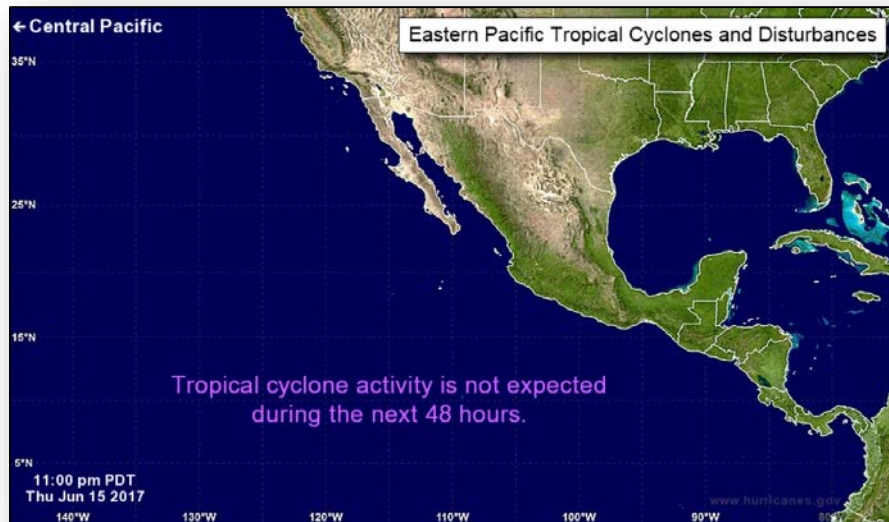 ←Central Pacific
Eastern Pacific Tropical Cyclones and Disturbances
35°N
25°N
15°N
Tropical cyclone activity is not expected
during the next 48 hours.
5°N
11:00 pm PDT
Thu Jun 15 2017
www.hurricanes.gov
140°W 130°W 120°W 110°W 100°W 90°W 80°W